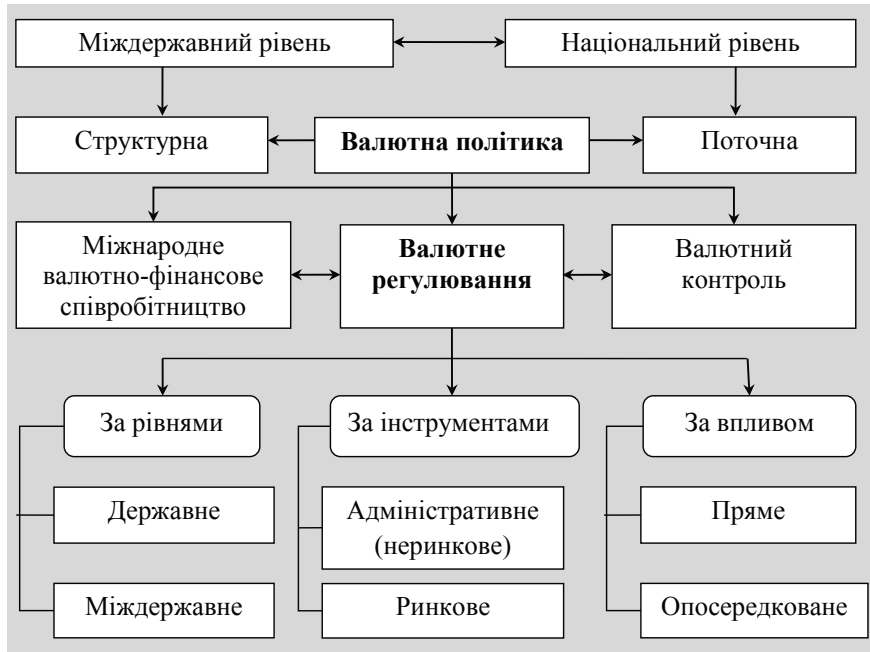 Міждержавний рівень
Національний рівень
Структурна
Валютна політика
Поточна
Міжнародне
валютно-фінансове
співробітництво
Валютне
регулювання
Валютний
контроль
За рівнями
За інструментами
За впливом
Державне
Адміністративне
(неринкове)
Пряме
Міждержавне
Ринкове
Опосередковане